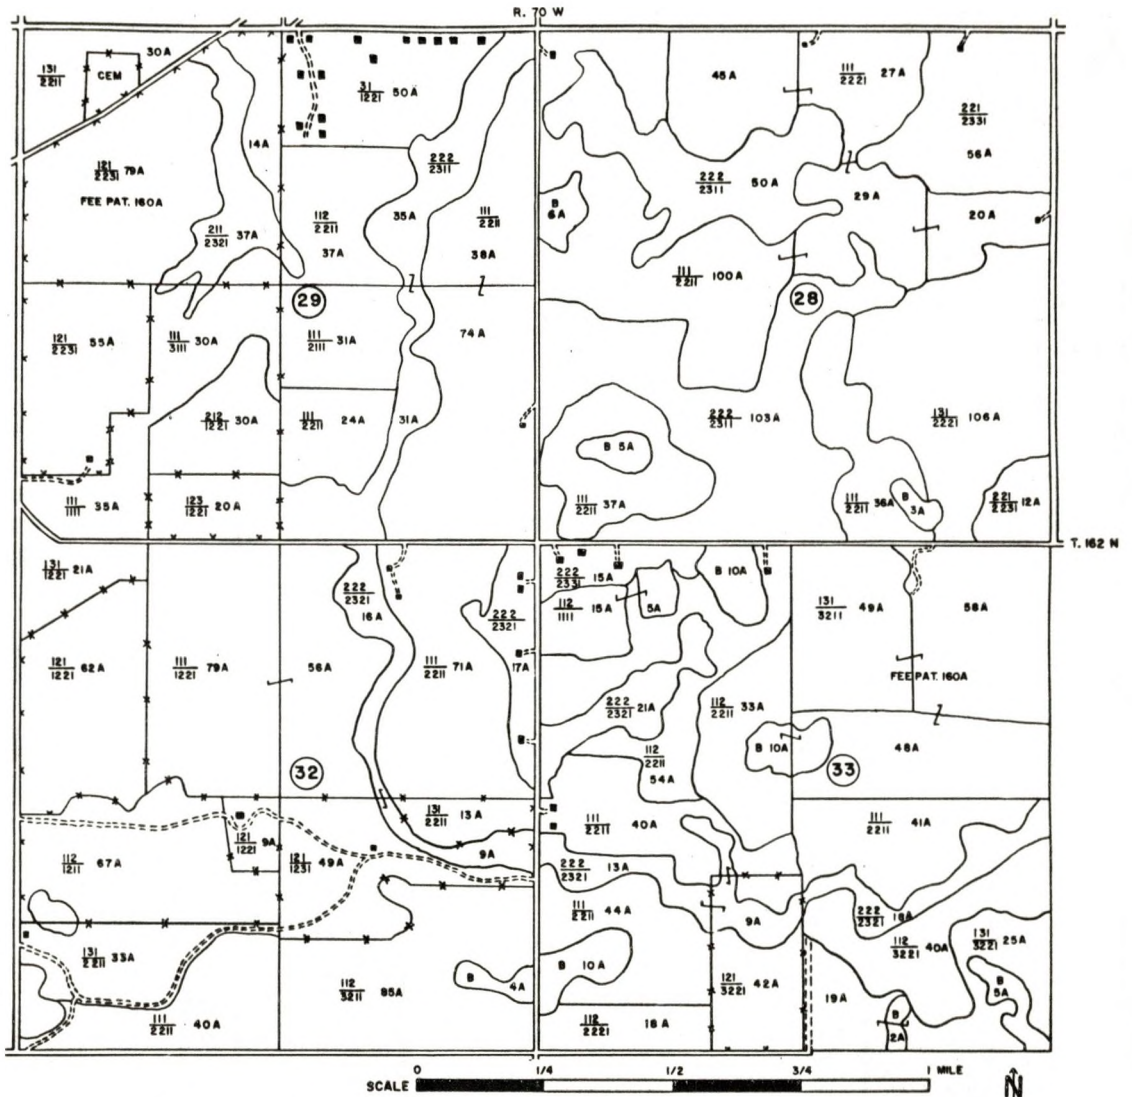 R. 70 W
131
2211
30A
CEM
121
2231 79A
FEE PAT. 160A
14A
211
2321 37A
31
1221 50A
222
2311
112
2211
37A
35A
111
2211
38A
29
121
2231 55A
111
3111 30A
111
2111 31A
74A
212
1221 30A
111
2211 24A
31A
111
1111 35A
123
1221 20A
46A
111
2221 27A
221
2331
56A
222
2311 50A
B
6A
29A
20A
111
2211 100A
28
222
2311 103A
131
2221 106A
B 5A
111
2211 37A
111
2211 36A
B
3A
221
2231 12A
T. 162 N
131
1221 21A
121
1221 62A
111
1221 79A
56A
222
2321
16A
111
2211 71A
222
2321
17A
32
131
2211 13A
9A
121
1221 9A
121
1231 49A
112
1211 67A
131
2211 33A
111
2211 40A
112
3211 85A
B
4A
222
2331 15A
112
1111 15A
5A
B 10A
131
3211 49A
58A
FEE PAT. 160A
222
2321 21A
112
2211 33A
112
2211
54A
B 10A
48A
33
111
2211 40A
111
2211 41A
222
2321 13A
111
2211 44A
9A
222
2321 18A
112
3221 40A
131
3221 25A
B 10A
121
3221 42A
19A
B
5A
B
2A
112
2221 18A
SCALE
0 1/4 1/2 3/4 1 MILE
N